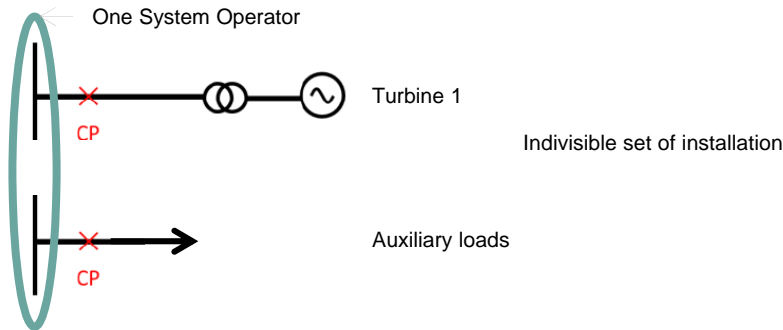 One System Operator
Turbine 1
CP
Indivisible set of installation
Auxiliary loads
CP